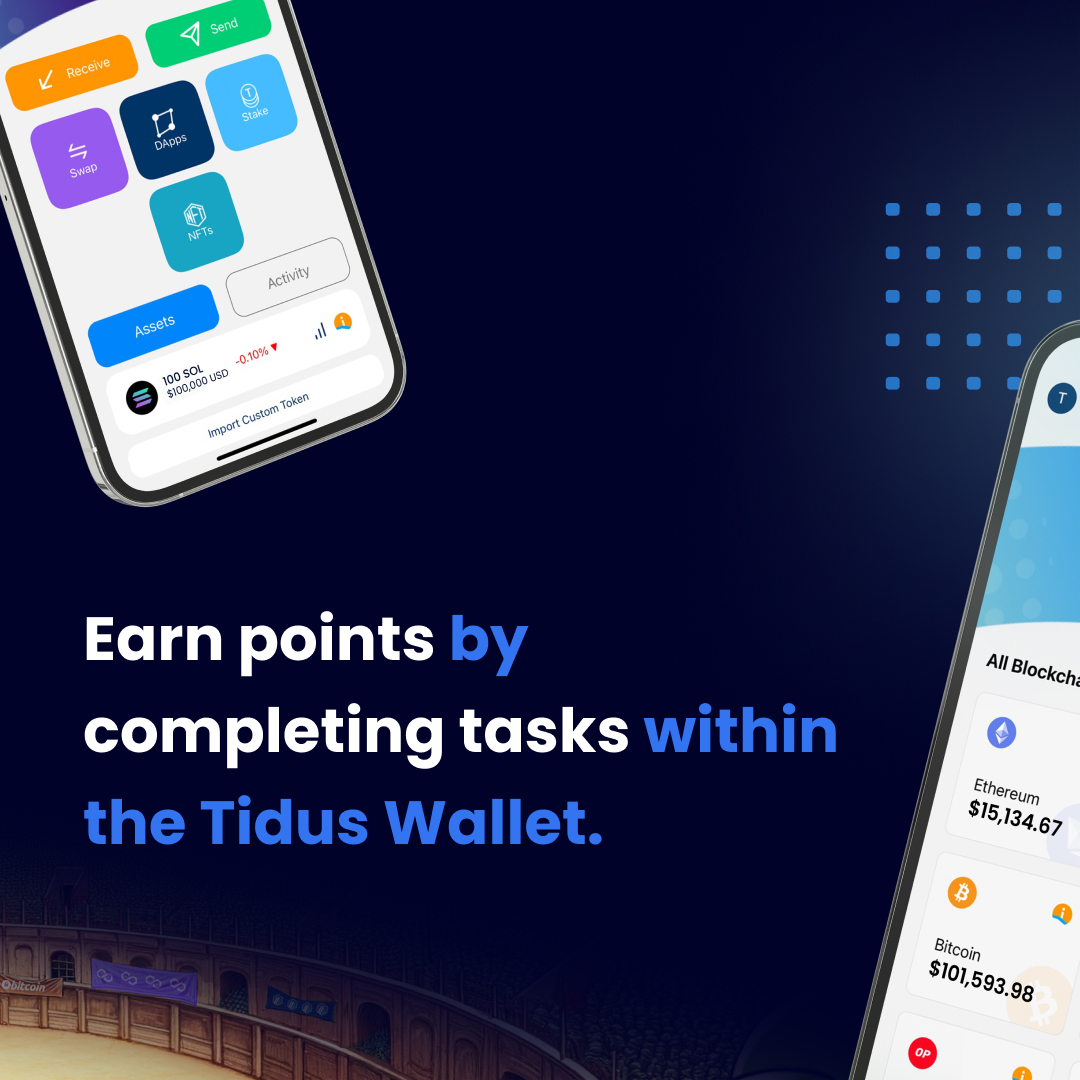 Receive
Send
Swap
DApps
T
Stake
NFT
NFTs
Assets
Activity
100 SOL
$100,000 USD
-0.10%
Import Custom Token
T
Earn points by
completing tasks within
the Tidus Wallet.
All Blockcha
Ethereum
$15,134.67
Bitcoin
$101,593.98
OP
bitcoin